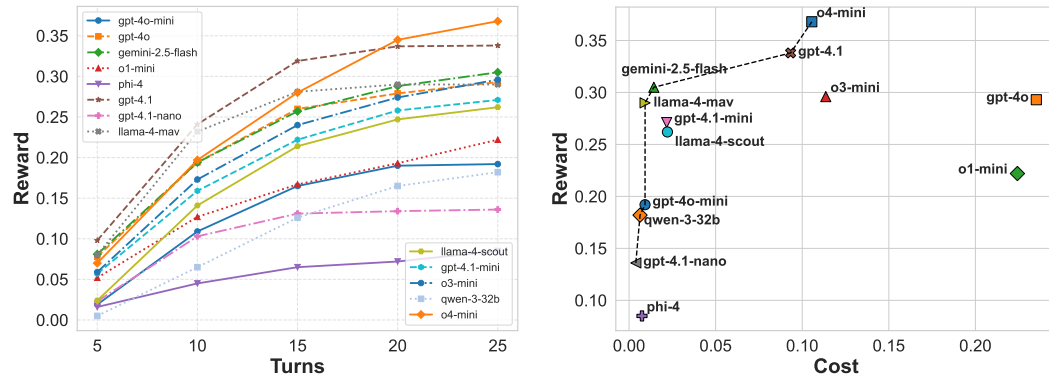 gpt-4o-mini
gpt-4o
gemini-2.5-flash
o1-mini
phi-4
gpt-4.1
gpt-4.1-nano
llama-4-mav
llama-4-scout
gpt-4.1-mini
o3-mini
qwen-3-32b
o4-mini
0.35
0.30
0.25
0.20
0.15
0.10
0.05
0.00
Reward
5 10 15 20 25
Turns
o4-mini
gpt-4.1
gemini-2.5-flash
o3-mini
llama-4-mav
gpt-4o
gpt-4.1-mini
llama-4-scout
o1-mini
gpt-4o-mini
qwen-3-32b
gpt-4.1-nano
phi-4
0.35
0.30
0.25
0.20
0.15
0.10
Reward
0.00 0.05 0.10 0.15 0.20
Cost